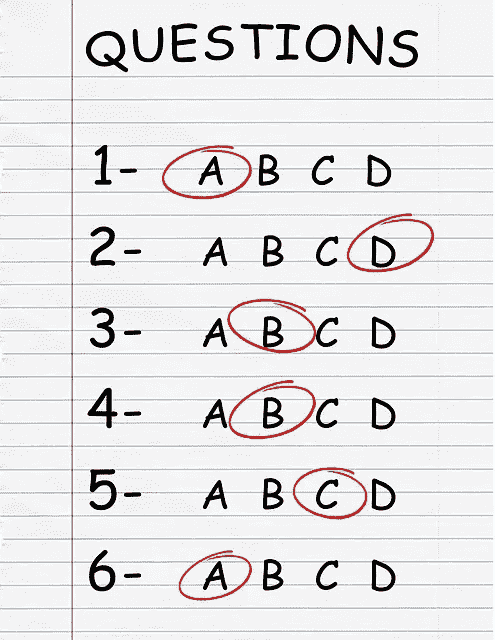 QUESTIONS
1- A B C D
2- A B C D
3- A B C D
4- A B C D
5- A B C D
6- A B C D